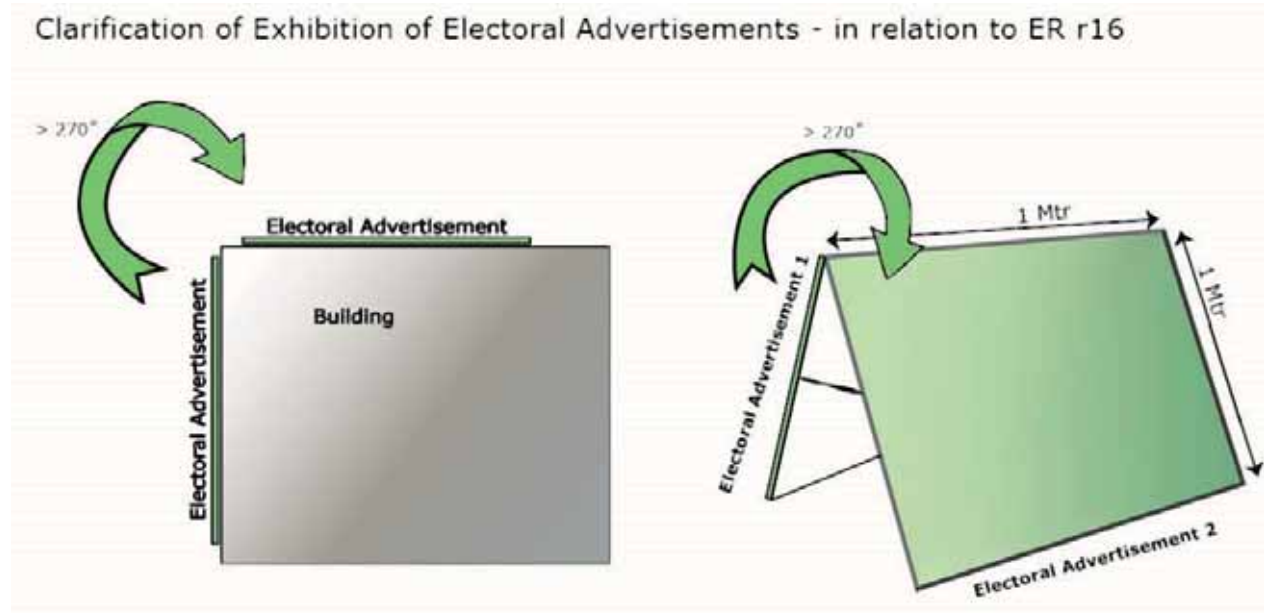 Clarification of Exhibition of Electoral Advertisements - in relation to ER r16
> 270°
Electoral Advertisement
Electoral Advertisement
Building
> 270°
1 Mtr
1 Mtr
Electoral Advertisement 1
Electoral Advertisement 2